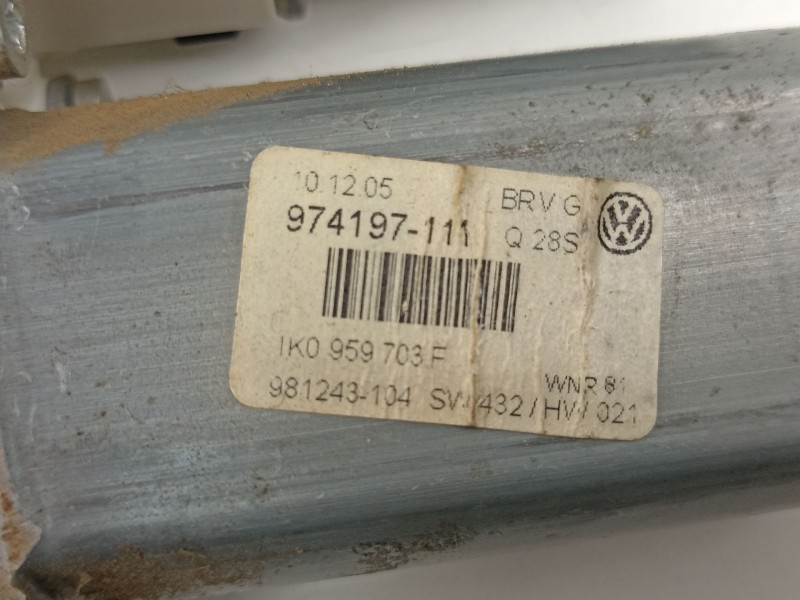 10.12.05 BRV G
974197-111 Q 28S
1K0 959 703 F
WNR 81
981243-104 SW 432 / HW 021